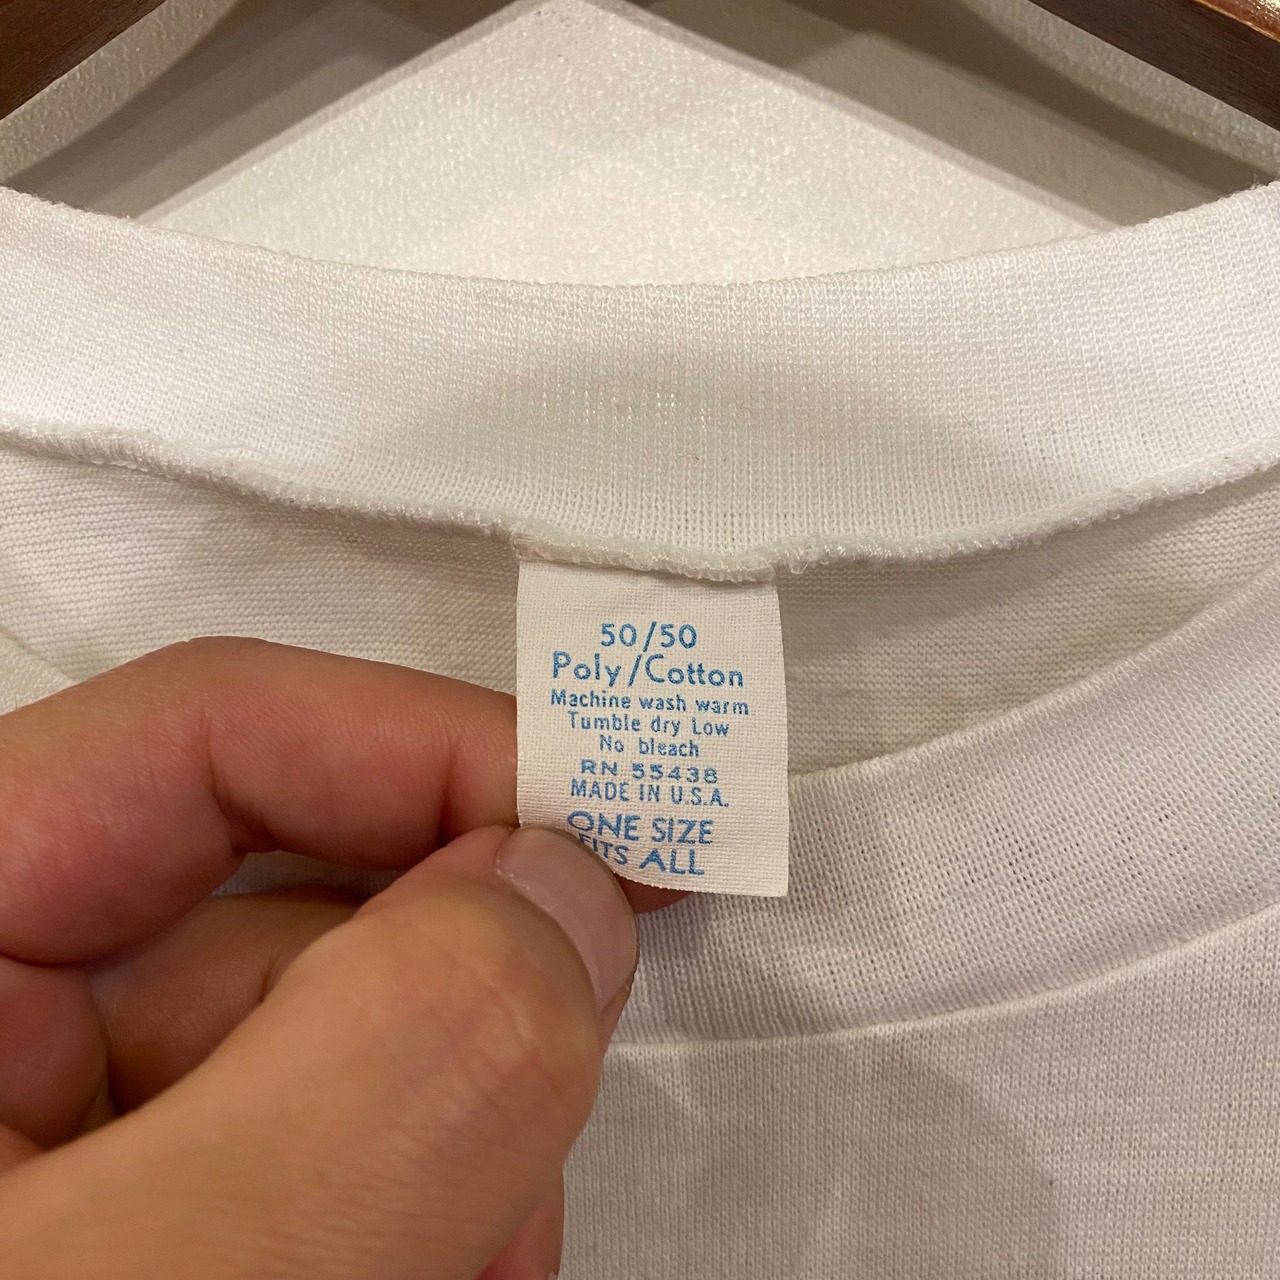 50/50
Poly/Cotton
Machine wash warm
Tumble dry Low
No bleach
RN 55438
MADE IN U.S.A.
ONE SIZE
FITS ALL